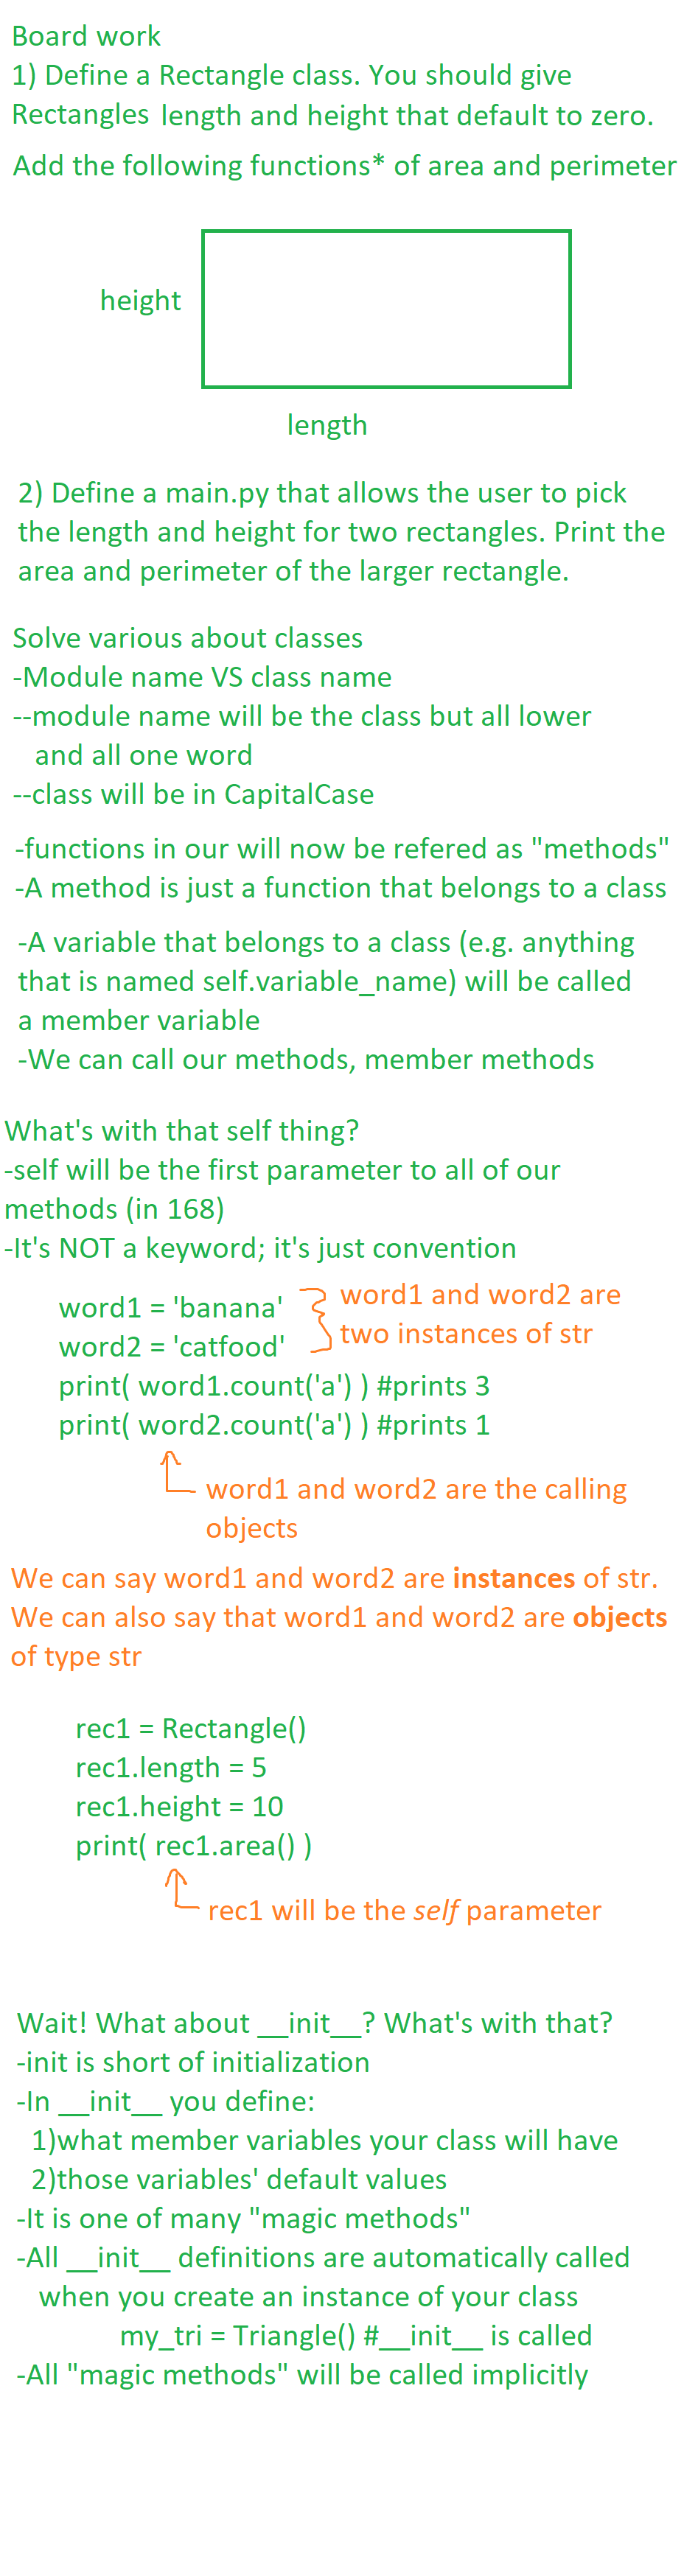 Board work
1) Define a Rectangle class. You should give
Rectangles length and height that default to zero.
Add the following functions* of area and perimeter
height
length
2) Define a main.py that allows the user to pick
the length and height for two rectangles. Print the
area and perimeter of the larger rectangle.
Solve various about classes
-Module name VS class name
--module name will be the class but all lower
and all one word
--class will be in CapitalCase
-functions in our will now be refered as "methods"
-A method is just a function that belongs to a class
-A variable that belongs to a class (e.g. anything
that is named self.variable_name) will be called
a member variable
-We can call our methods, member methods
What's with that self thing?
-self will be the first parameter to all of our
methods (in 168)
-It's NOT a keyword; it's just convention
word1 = 'banana'
word2 = 'catfood'
word1 and word2 are
two instances of str
print( word1.count('a') ) #prints 3
print( word2.count('a') ) #prints 1
word1 and word2 are the calling
objects
We can say word1 and word2 are instances of str.
We can also say that word1 and word2 are objects
of type str
rec1 = Rectangle()
rec1.length = 5
rec1.height = 10
print( rec1.area() )
rec1 will be the self parameter
Wait! What about __init__? What's with that?
-init is short of initialization
-In __init__ you define:
1)what member variables your class will have
2)those variables' default values
-It is one of many "magic methods"
-All __init__ definitions are automatically called
when you create an instance of your class
my_tri = Triangle() #__init__ is called
-All "magic methods" will be called implicitly